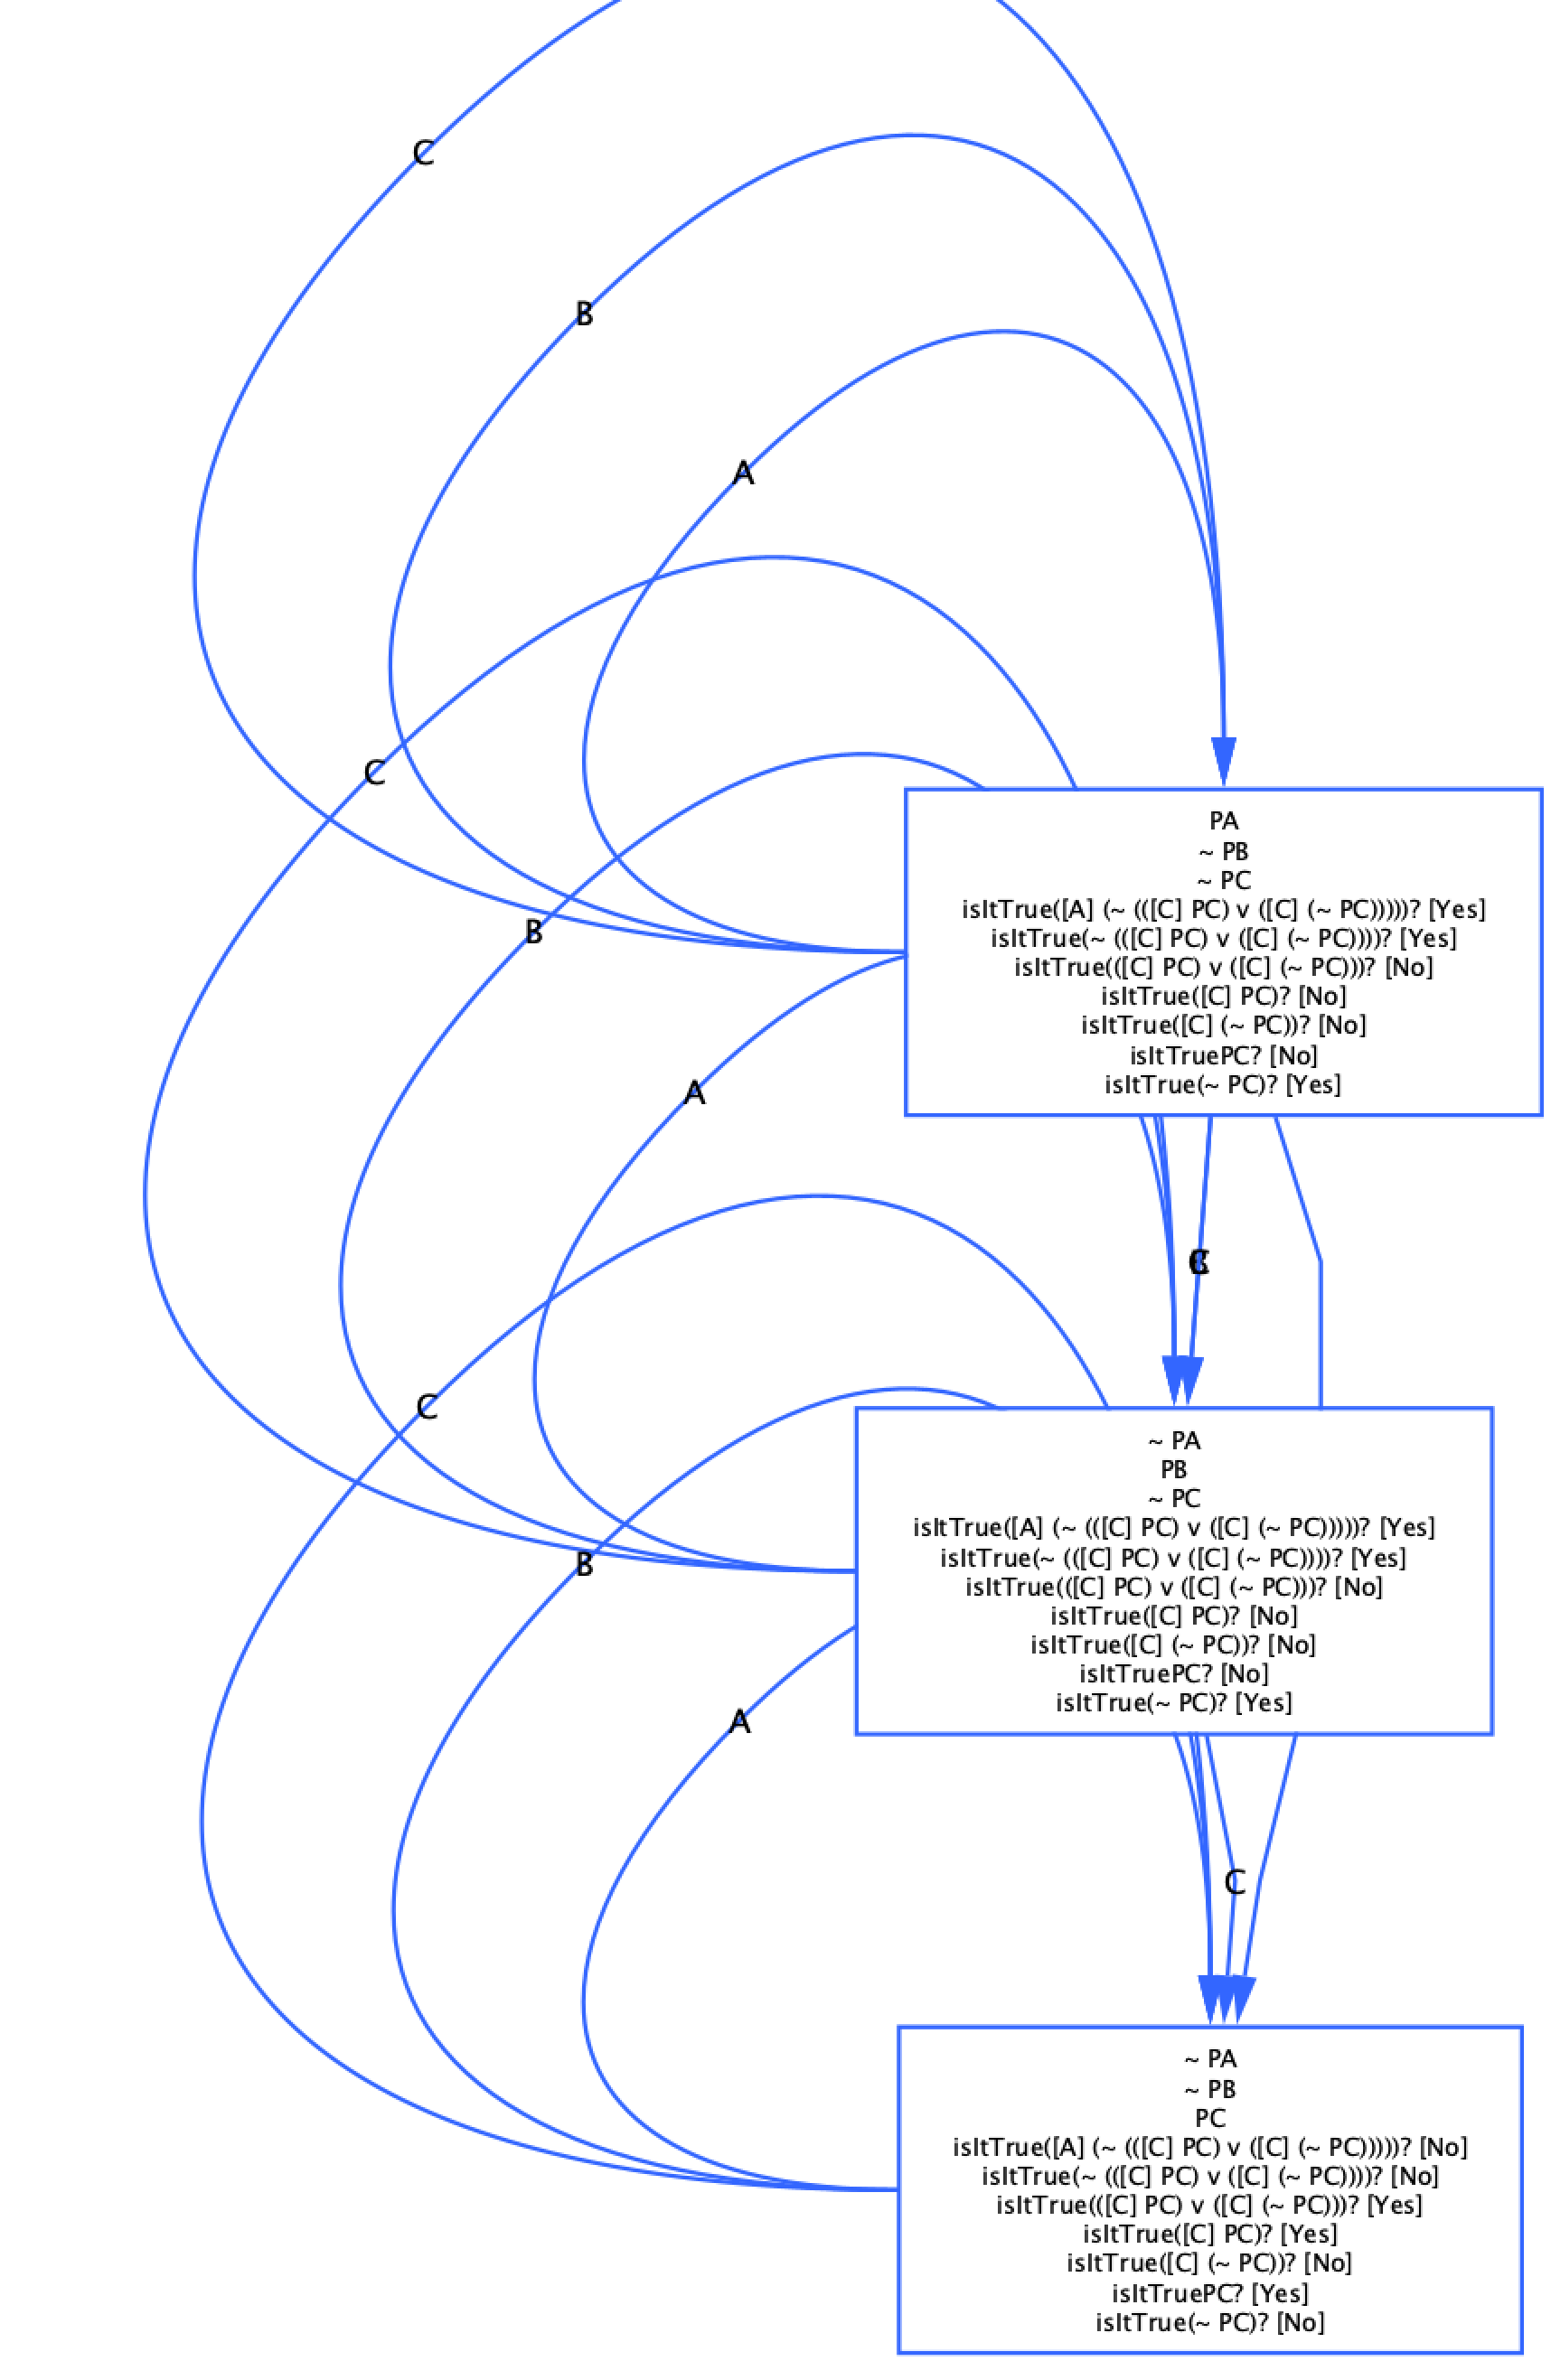 C
B
A
C
PA
~ PB
~ PC
isItTrue([A] (~ (([C] PC) v ([C] (~ PC)))))? [Yes]
isItTrue(~ (([C] PC) v ([C] (~ PC))))? [Yes]
isItTrue(([C] PC) v ([C] (~ PC)))? [No]
isItTrue([C] PC)? [No]
isItTrue([C] (~ PC))? [No]
isItTruePC? [No]
isItTrue(~ PC)? [Yes]
B
A
C
~ PA
PB
~ PC
isItTrue([A] (~ (([C] PC) v ([C] (~ PC)))))? [Yes]
isItTrue(~ (([C] PC) v ([C] (~ PC))))? [Yes]
isItTrue(([C] PC) v ([C] (~ PC)))? [No]
isItTrue([C] PC)? [No]
isItTrue([C] (~ PC))? [No]
isItTruePC? [No]
isItTrue(~ PC)? [Yes]
B
A
C
~ PA
~ PB
PC
isItTrue([A] (~ (([C] PC) v ([C] (~ PC)))))? [No]
isItTrue(~ (([C] PC) v ([C] (~ PC))))? [No]
isItTrue(([C] PC) v ([C] (~ PC)))? [Yes]
isItTrue([C] PC)? [Yes]
isItTrue([C] (~ PC))? [No]
isItTruePC? [Yes]
isItTrue(~ PC)? [No]